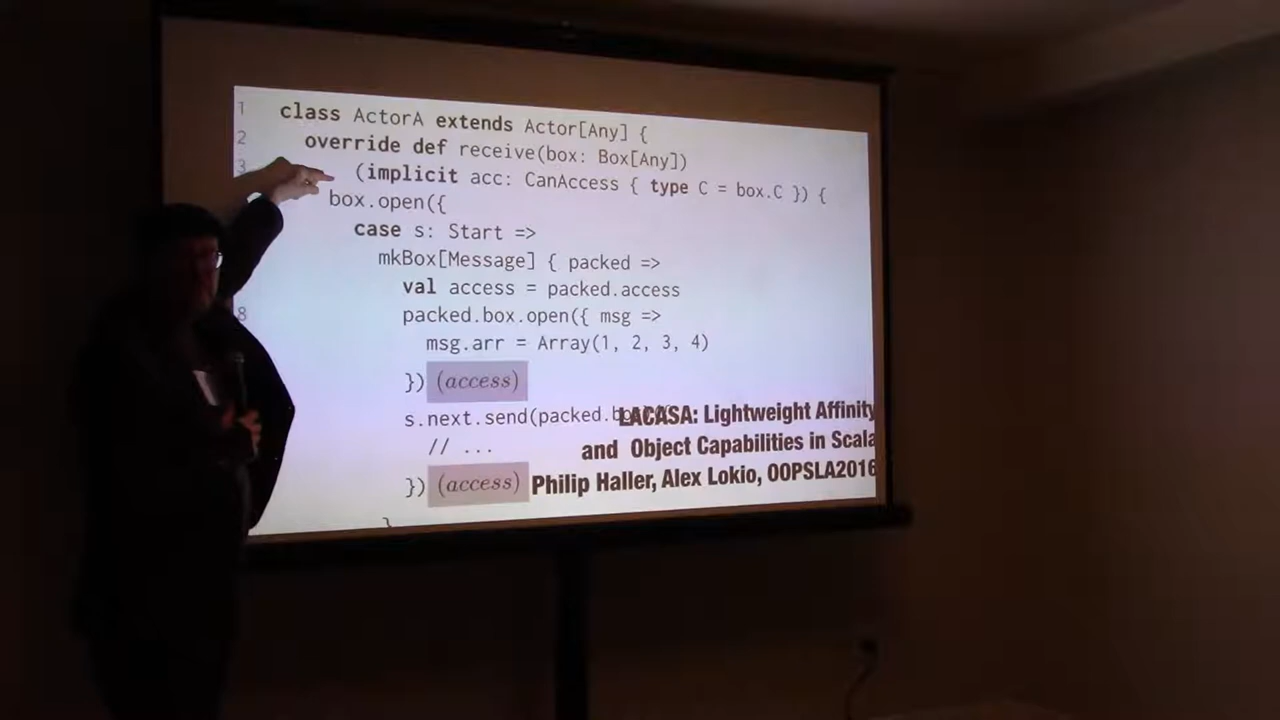 1 class ActorA extends Actor[Any] {
2 override def receive(box: Box[Any])
3 (implicit acc: CanAccess { type C = box.C }) {
box.open({
case s: Start =>
mkBox[Message] { packed =>
val access = packed.access
8 packed.box.open({ msg =>
msg.arr = Array(1, 2, 3, 4)
}) (access)
s.next.send(packed.
// ...
}) (access)
}
LACASA: Lightweight Affinity
and Object Capabilities in Scala
Philip Haller, Alex Lokio, OOPSLA2016